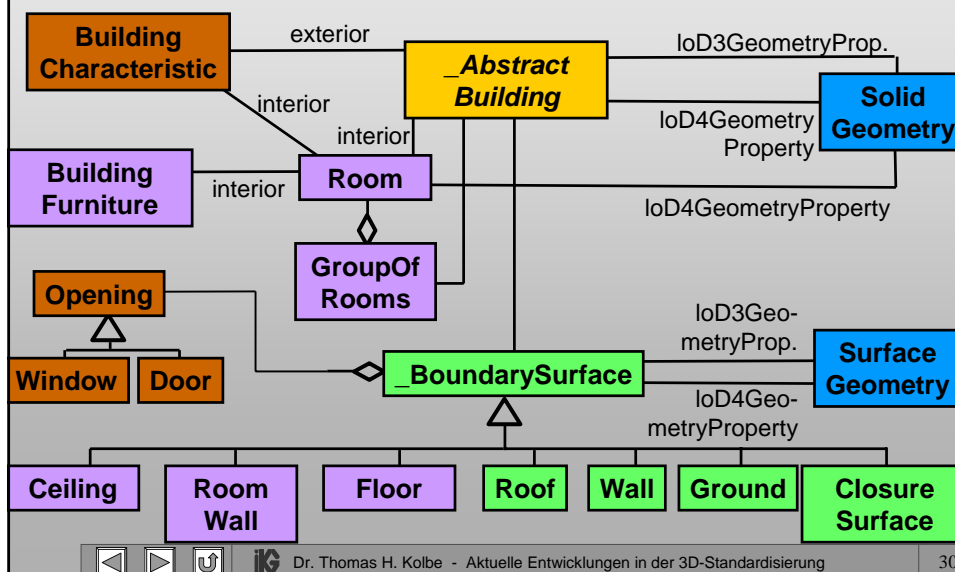 Building
Characteristic
exterior
_Abstract
Building
loD3GeometryProp.
Solid
Geometry
interior
interior
loD4Geometry
Property
Building
Furniture
interior
Room
loD4GeometryProperty
GroupOf
Rooms
Opening
Window
Door
_BoundarySurface
loD3Geo-
metryProp.
Surface
Geometry
loD4Geo-
metryProperty
Ceiling
Room
Wall
Floor
Roof
Wall
Ground
Closure
Surface
iKG Dr. Thomas H. Kolbe - Aktuelle Entwicklungen in der 3D-Standardisierung 30